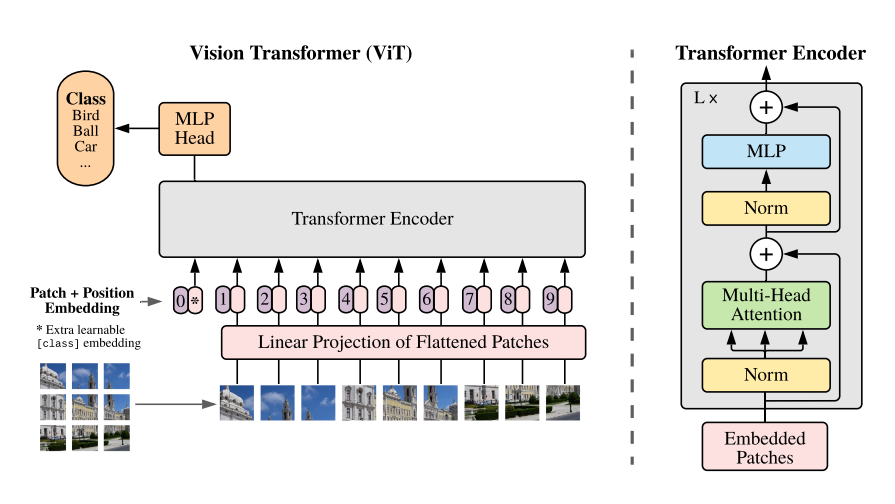 Vision Transformer (ViT)
Class
Bird
Ball
Car
...
MLP
Head
Transformer Encoder
Patch + Position
Embedding
0 * 1 2 3 4 5 6 7 8 9
* Extra learnable
[class] embedding
Linear Projection of Flattened Patches
Transformer Encoder
L ×
+
MLP
Norm
+
Multi-Head
Attention
Norm
Embedded
Patches